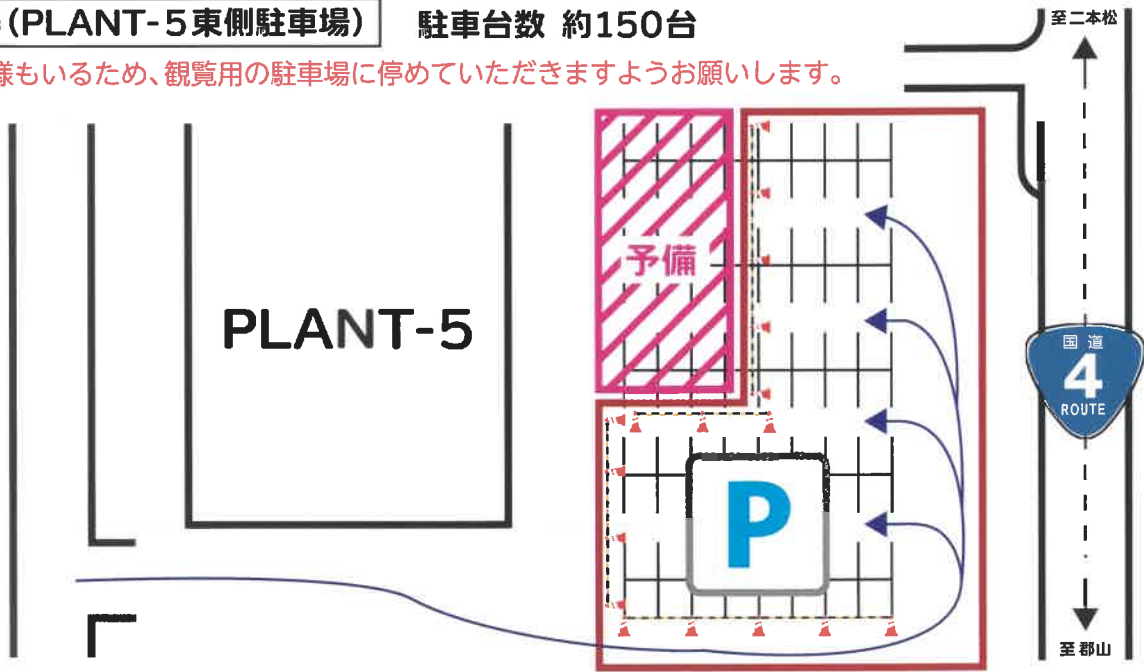 (PLANT-5東側駐車場) 駐車台数 約150台
様もいるため、観覧用の駐車場に停めていただきますようお願いします。
至二本松
予備
PLANT-5
国道
4
ROUTE
P
至郡山